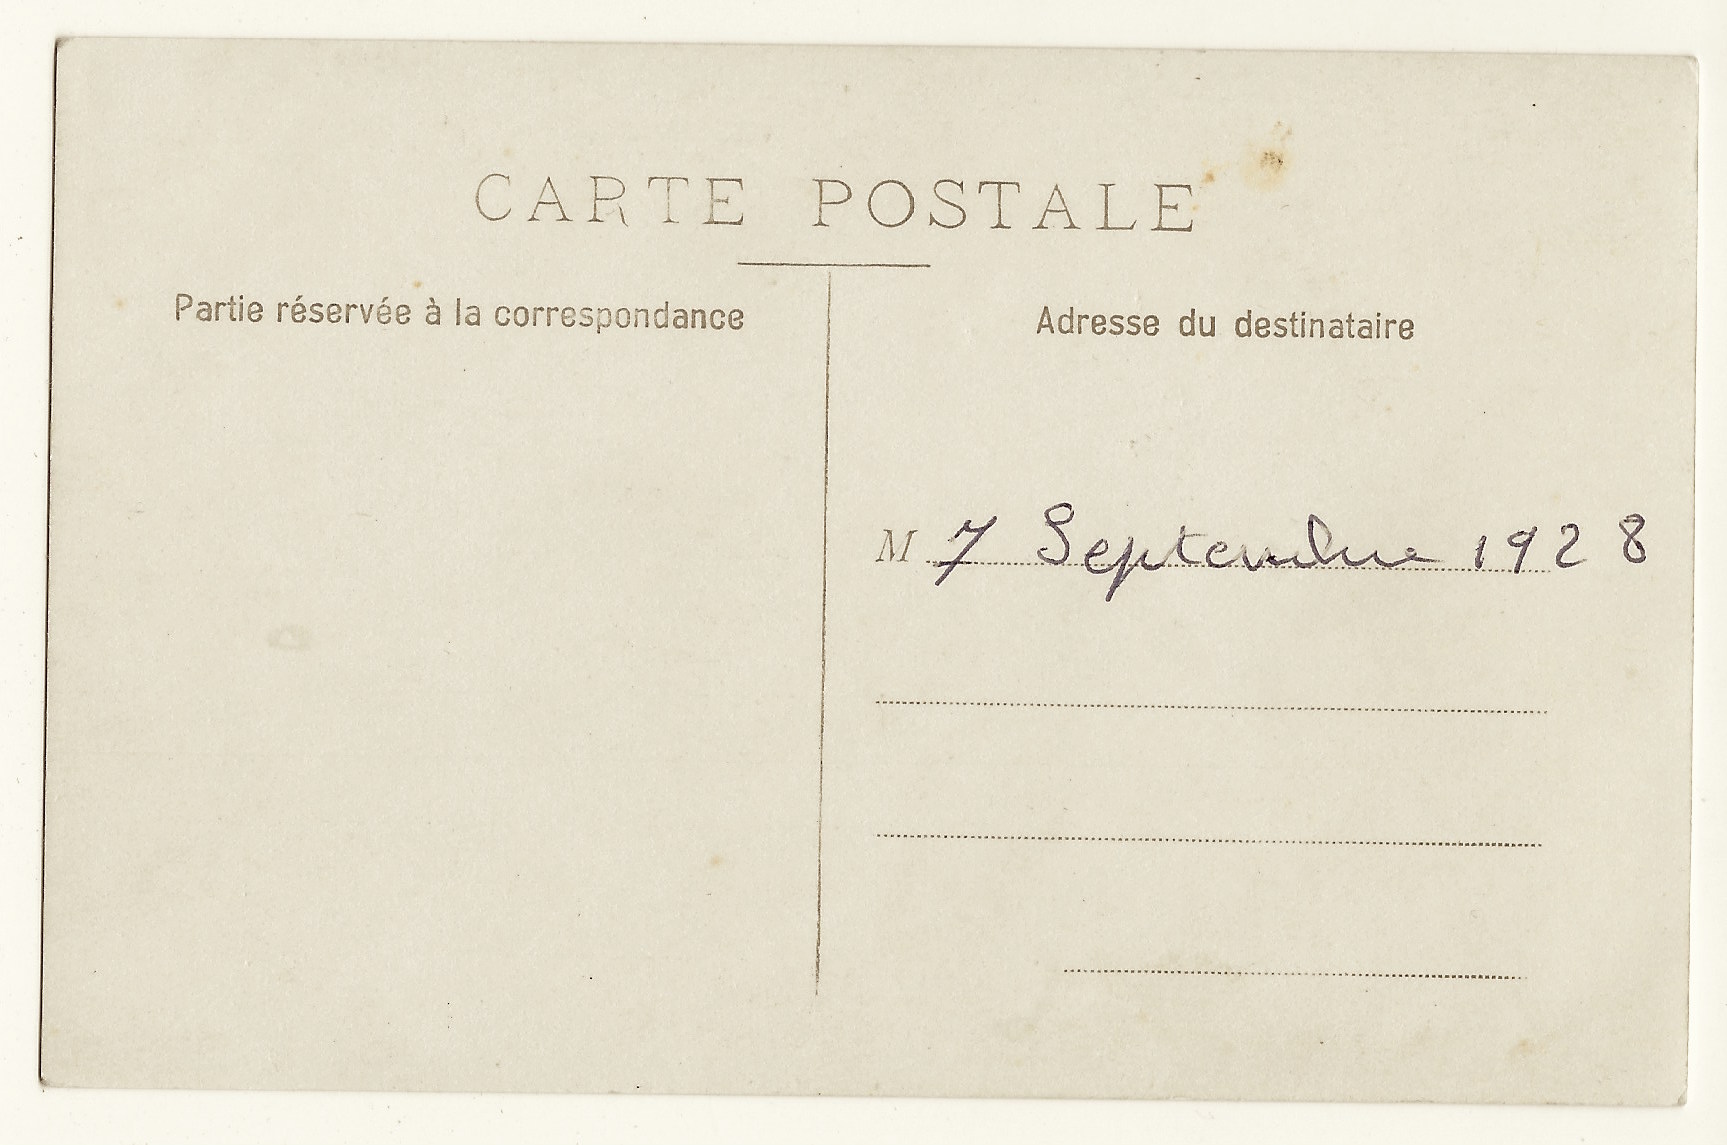 CARTE POSTALE
Partie réservée à la correspondance
Adresse du destinataire
M 7 Septembre 1928